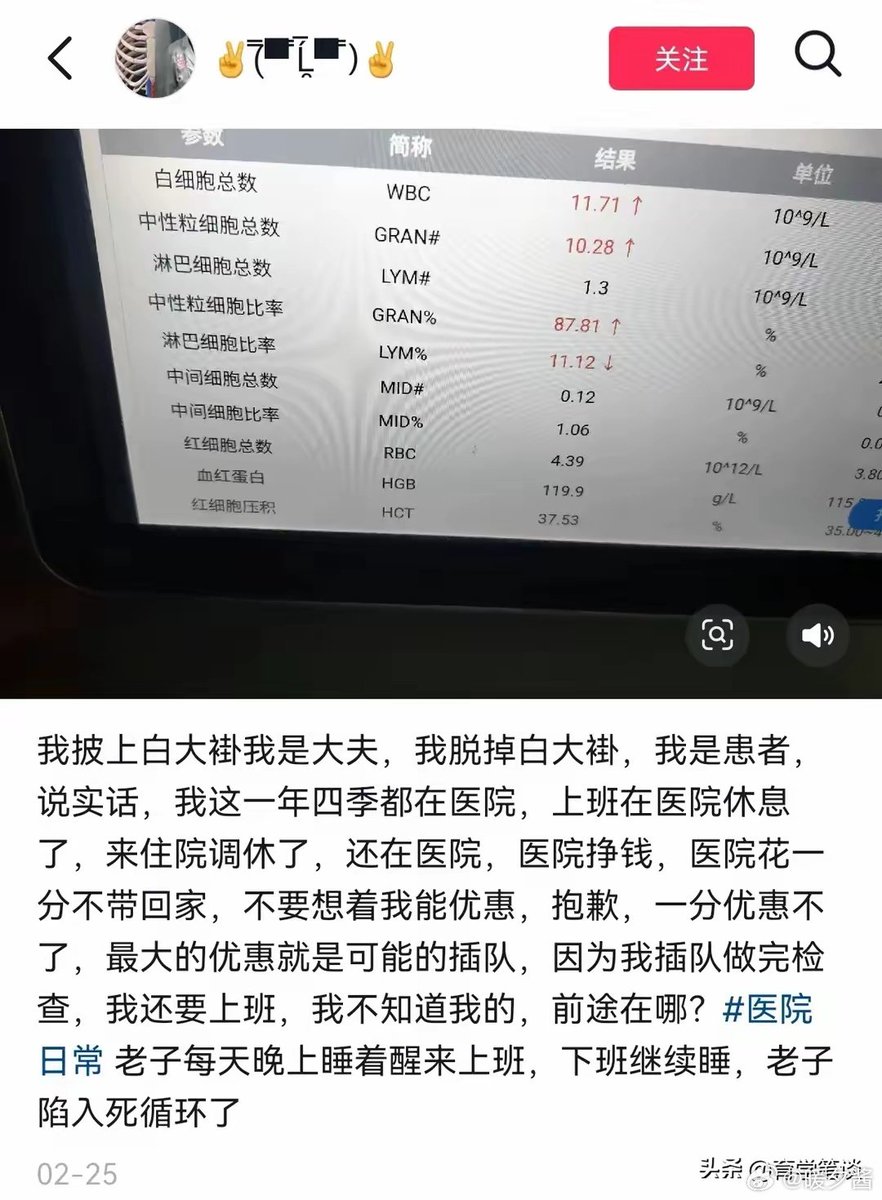 关注
参数 简称 结果 单位
白细胞总数 WBC 11.71 ↑ 10^9/L
中性粒细胞总数 GRAN# 10.28 ↑ 10^9/L
淋巴细胞总数 LYM# 1.3 10^9/L
中性粒细胞比率 GRAN% 87.81 ↑ %
淋巴细胞比率 LYM% 11.12 ↓ %
中间细胞总数 MID# 0.12 10^9/L
中间细胞比率 MID% 1.06 %
红细胞总数 RBC 4.39 10^12/L 3.80
血红蛋白 HGB 119.9 g/L 115
红细胞压积 HCT 37.53 % 35.00~4
我披上白大褂我是大夫，我脱掉白大褂，我是患者，
说实话，我这一年四季都在医院，上班在医院休息
了，来住院调休了，还在医院，医院挣钱，医院花一
分不带回家，不要想着我能优惠，抱歉，一分优惠不
了，最大的优惠就是可能的插队，因为我插队做完检
查，我还要上班，我不知道我的，前途在哪？#医院
日常 老子每天晚上睡着醒来上班，下班继续睡，老子
陷入死循环了
02-25
头条 @育学笔谈